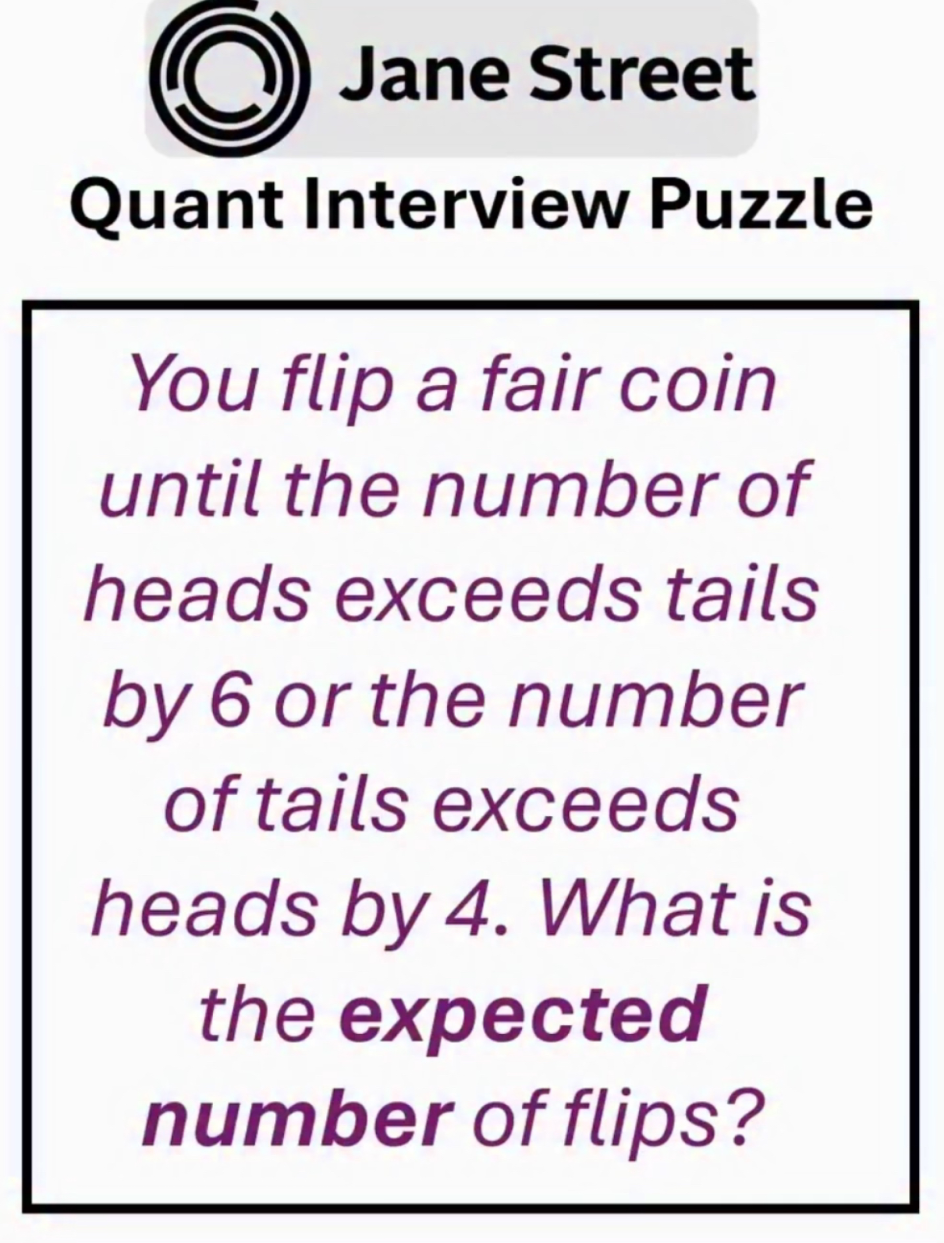 Jane Street
Quant Interview Puzzle
You flip a fair coin
until the number of
heads exceeds tails
by 6 or the number
of tails exceeds
heads by 4. What is
the expected
number of flips?